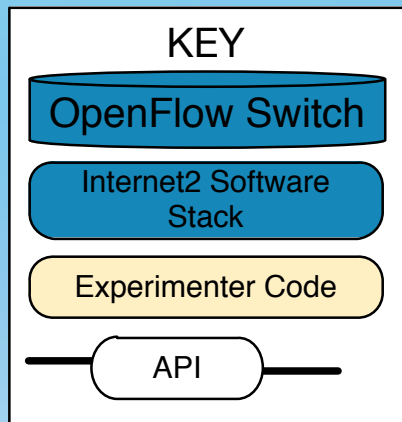 KEY
OpenFlow Switch
Internet2 Software
Stack
Experimenter Code
API